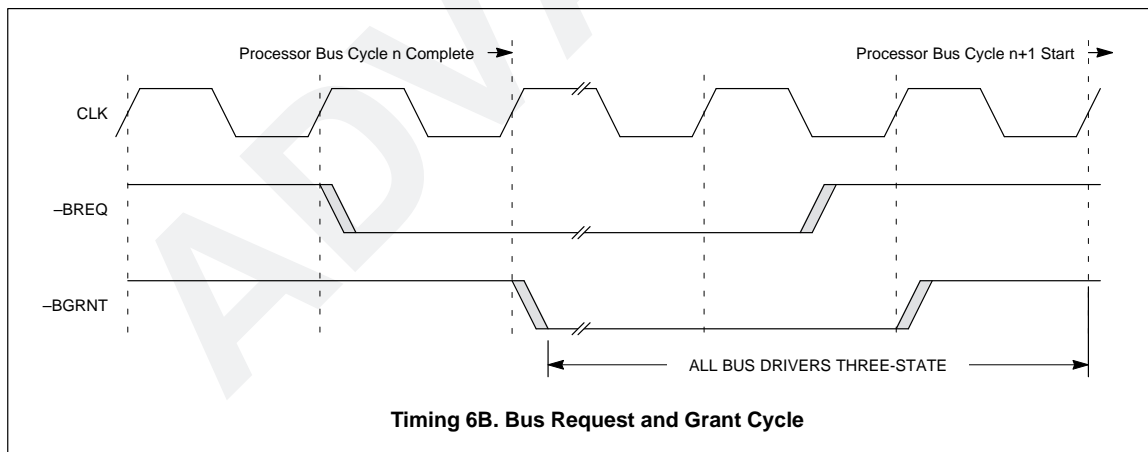 Processor Bus Cycle n Complete
Processor Bus Cycle n+1 Start
CLK
–BREQ
–BGRNT
ALL BUS DRIVERS THREE-STATE
Timing 6B. Bus Request and Grant Cycle
ADVA